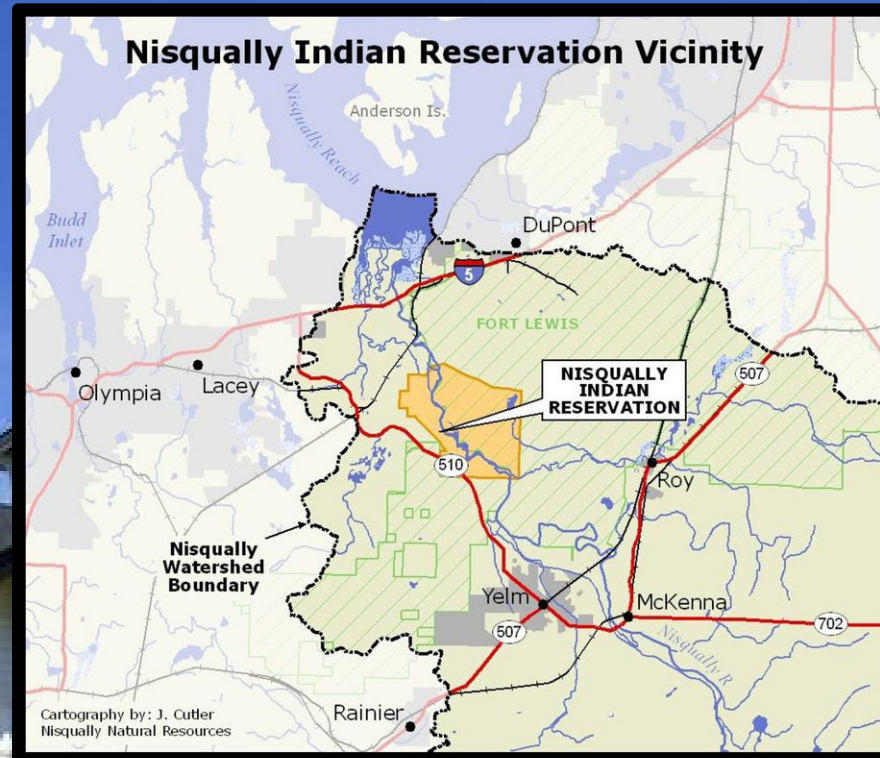 Nisqually Indian Reservation Vicinity
Anderson Is.
Nisqually Reach
Budd
Inlet
DuPont
5
FORT LEWIS
NISQUALLY
INDIAN
RESERVATION
507
Olympia
Lacey
510
Roy
Nisqually
Watershed
Boundary
Yelm
McKenna
507
702
Nisqually R
Rainier
Cartography by: J. Cutler
Nisqually Natural Resources